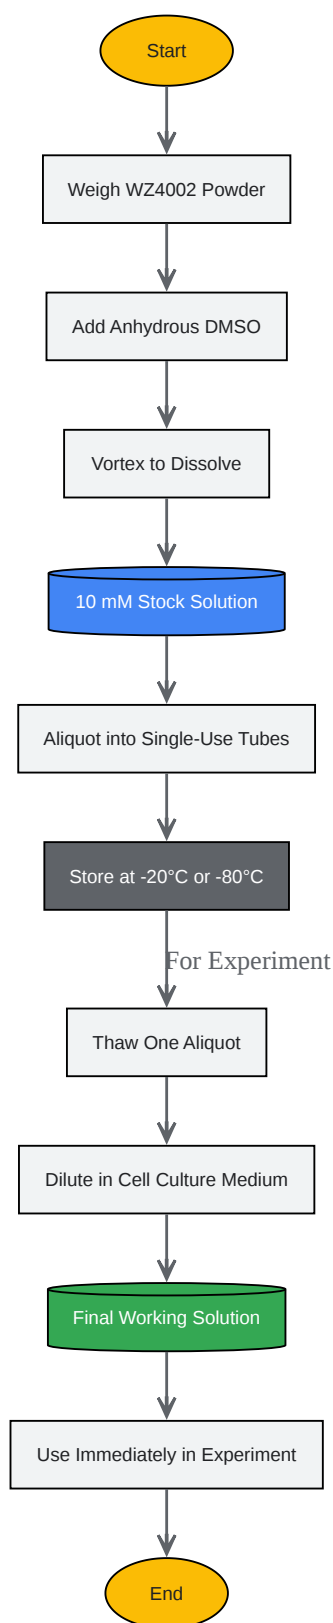 Start
Weigh WZ4002 Powder
Add Anhydrous DMSO
Vortex to Dissolve
10 mM Stock Solution
Aliquot into Single-Use Tubes
Store at -20°C or -80°C
For Experiment
Thaw One Aliquot
Dilute in Cell Culture Medium
Final Working Solution
Use Immediately in Experiment
End